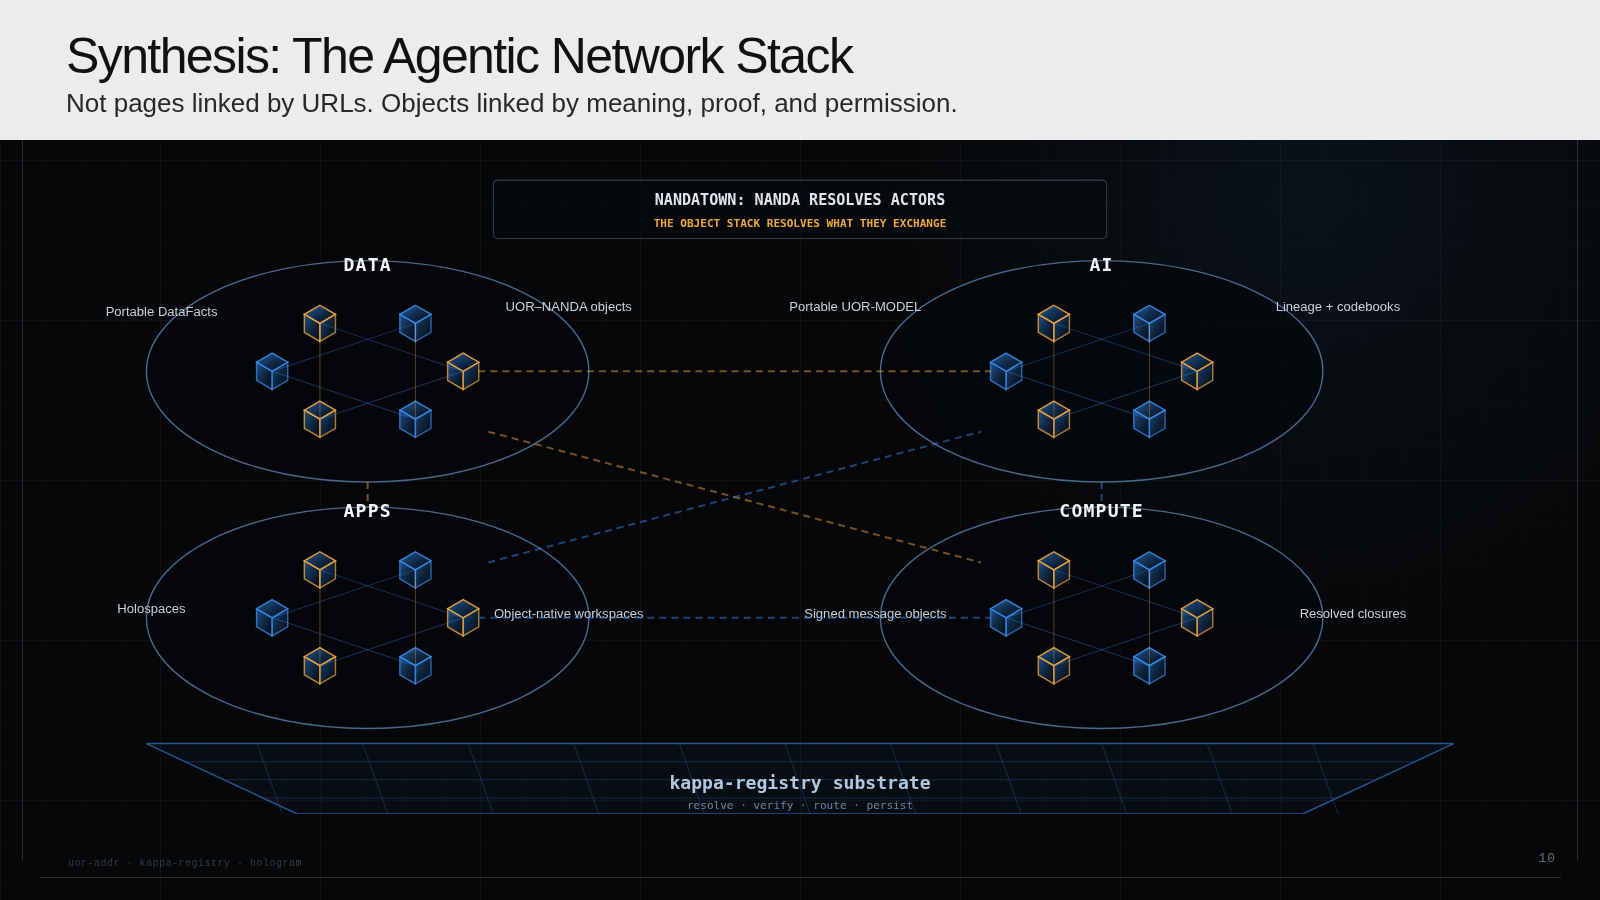 Synthesis: The Agentic Network Stack
Not pages linked by URLs. Objects linked by meaning, proof, and permission.
NANDATOWN: NANDA RESOLVES ACTORS
THE OBJECT STACK RESOLVES WHAT THEY EXCHANGE
DATA
Portable DataFacts
UOR–NANDA objects
AI
Portable UOR-MODEL
Lineage + codebooks
APPS
Holospaces
Object-native workspaces
COMPUTE
Signed message objects
Resolved closures
kappa-registry substrate
resolve · verify · route · persist
uor-addr · kappa-registry · hologram
10